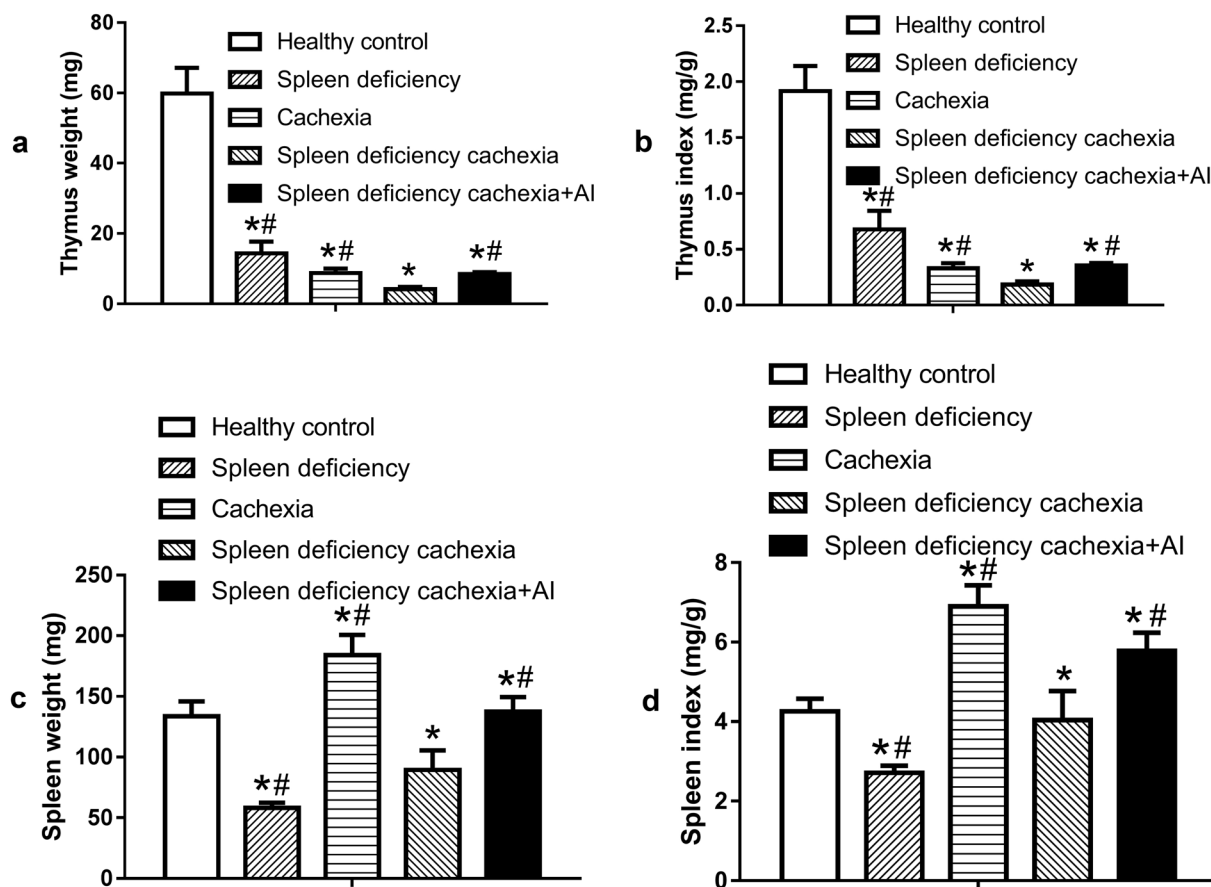 a
Thymus weight (mg)
80
60
40
20
0
Healthy control
Spleen deficiency
Cachexia
Spleen deficiency cachexia
Spleen deficiency cachexia+AI
*#
*#
*
*#
b
Thymus index (mg/g)
2.5
2.0
1.5
1.0
0.5
0.0
Healthy control
Spleen deficiency
Cachexia
Spleen deficiency cachexia
Spleen deficiency cachexia+AI
*#
*#
*
*#
c
Spleen weight (mg)
250
200
150
100
50
0
Healthy control
Spleen deficiency
Cachexia
Spleen deficiency cachexia
Spleen deficiency cachexia+AI
*#
*#
*
*#
d
Spleen index (mg/g)
8
6
4
2
0
Healthy control
Spleen deficiency
Cachexia
Spleen deficiency cachexia
Spleen deficiency cachexia+AI
*#
*#
*
*#